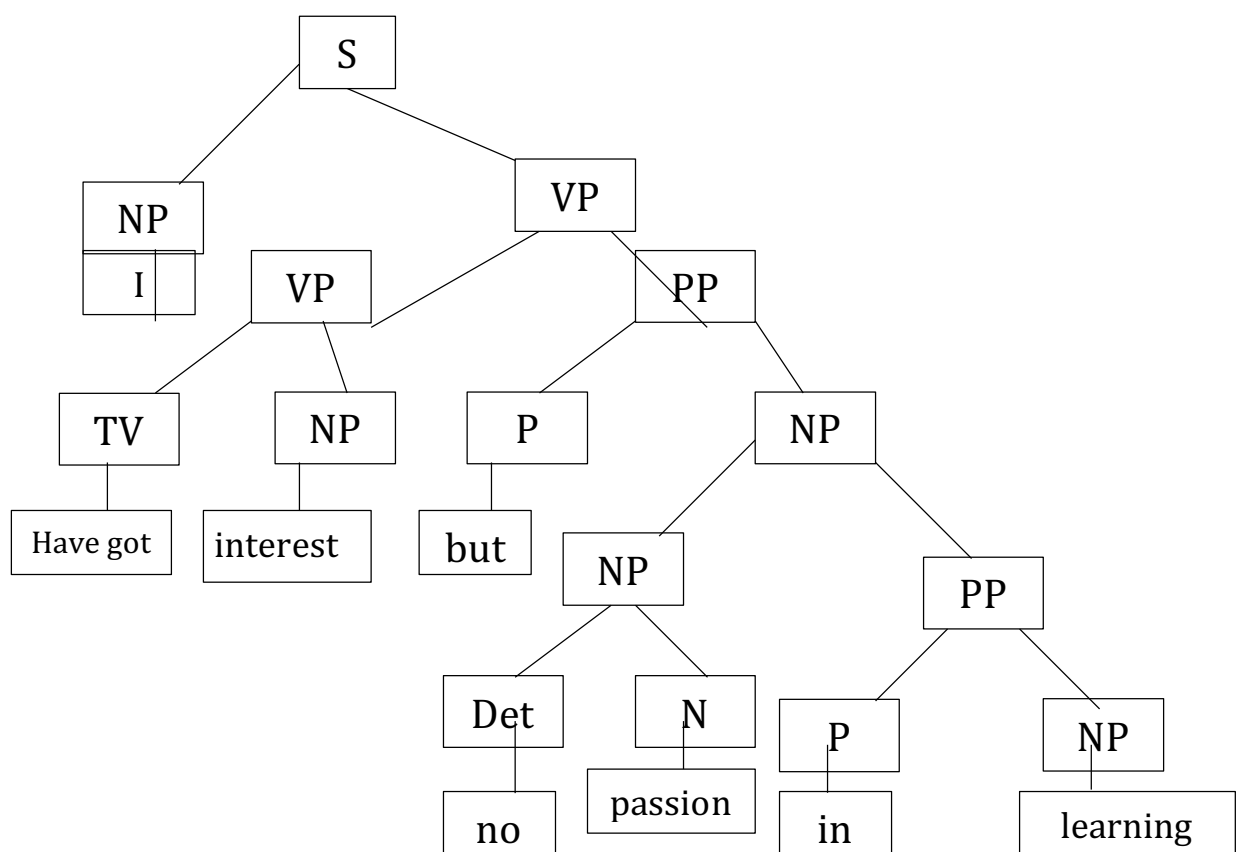 S
NP
VP
I
VP
PP
TV
NP
P
NP
Have got
interest
but
NP
PP
Det
N
P
NP
no
passion
in
learning